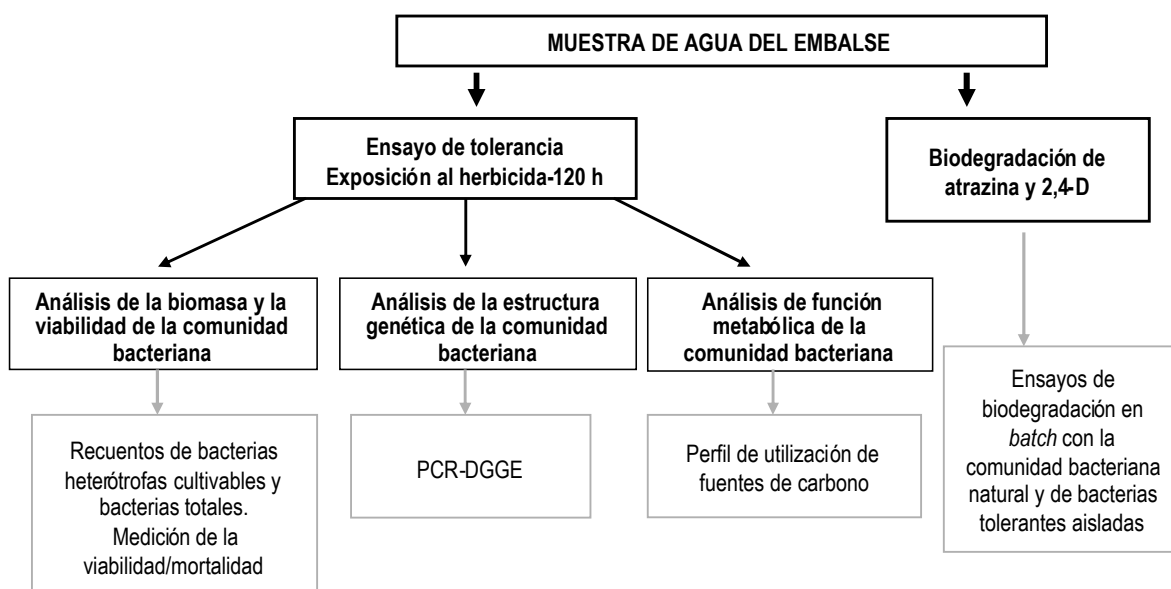 MUESTRA DE AGUA DEL EMBALSE
Ensayo de tolerancia
Exposición al herbicida-120 h
Biodegradación de
atrazina y 2,4-D
Análisis de la biomasa y la
viabilidad de la comunidad
bacteriana
Análisis de la estructura
genética de la comunidad
bacteriana
Análisis de función
metabólica de la
comunidad bacteriana
Recuentos de bacterias
heterótrofas cultivables y
bacterias totales.
Medición de la
viabilidad/mortalidad
PCR-DGGE
Perfil de utilización de
fuentes de carbono
Ensayos de
biodegradación en
batch con la
comunidad bacteriana
natural y de bacterias
tolerantes aisladas